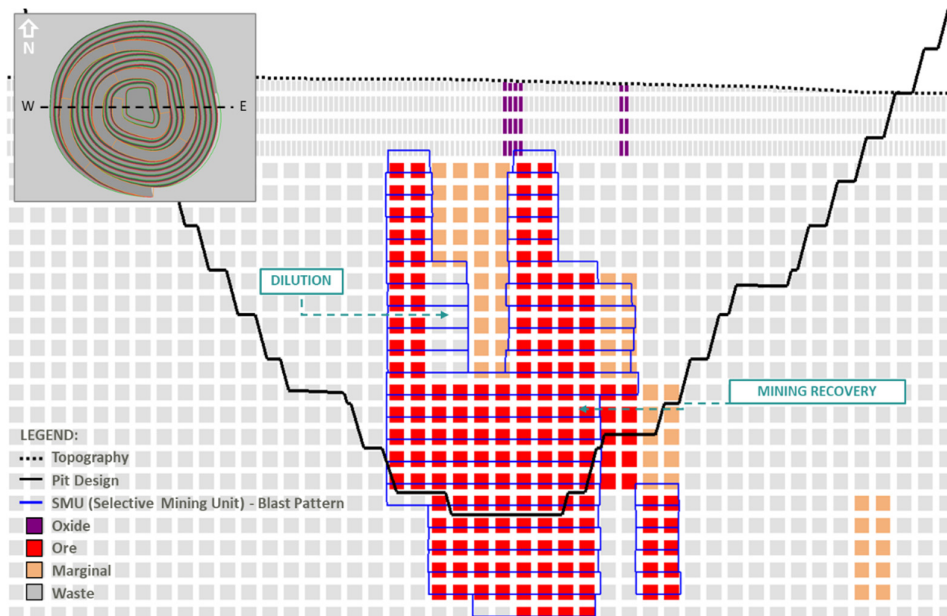 N
W
E
DILUTION
MINING RECOVERY
LEGEND:
Topography
Pit Design
SMU (Selective Mining Unit) - Blast Pattern
Oxide
Ore
Marginal
Waste